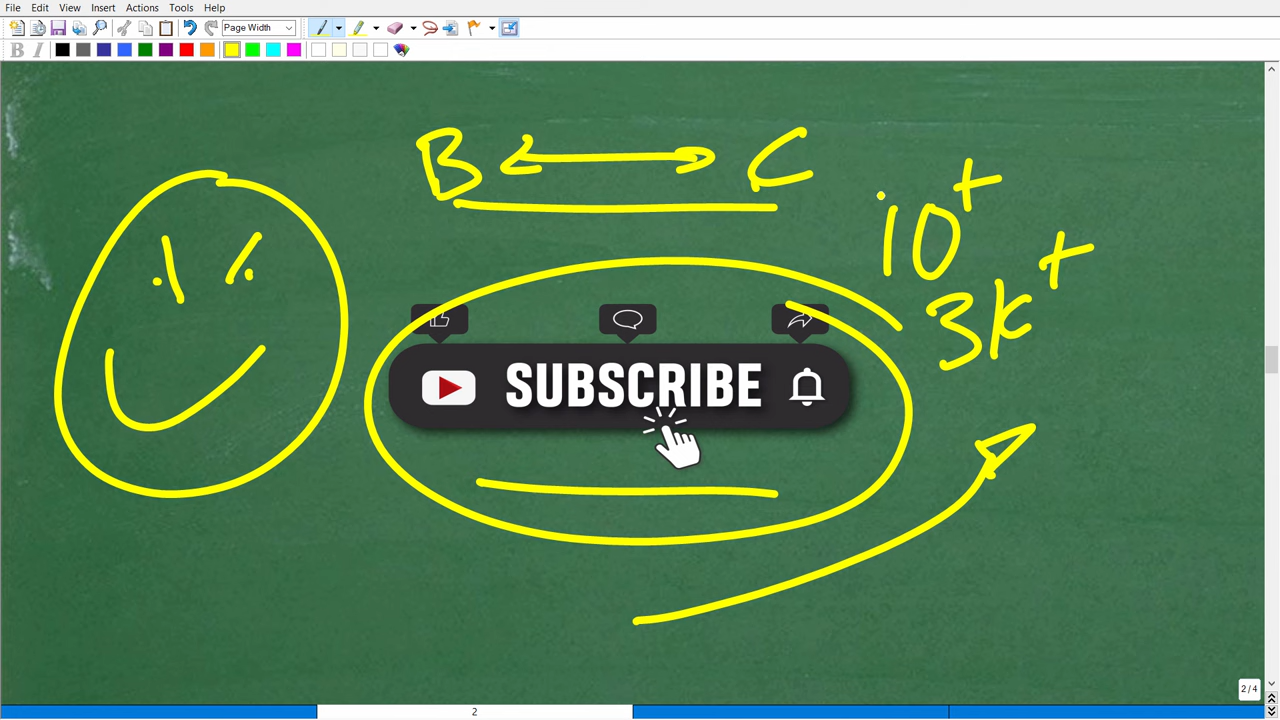 File Edit View Insert Actions Tools Help
Page Width
B I
B ↔ C
10+
3k+
SUBSCRIBE
2/4
2